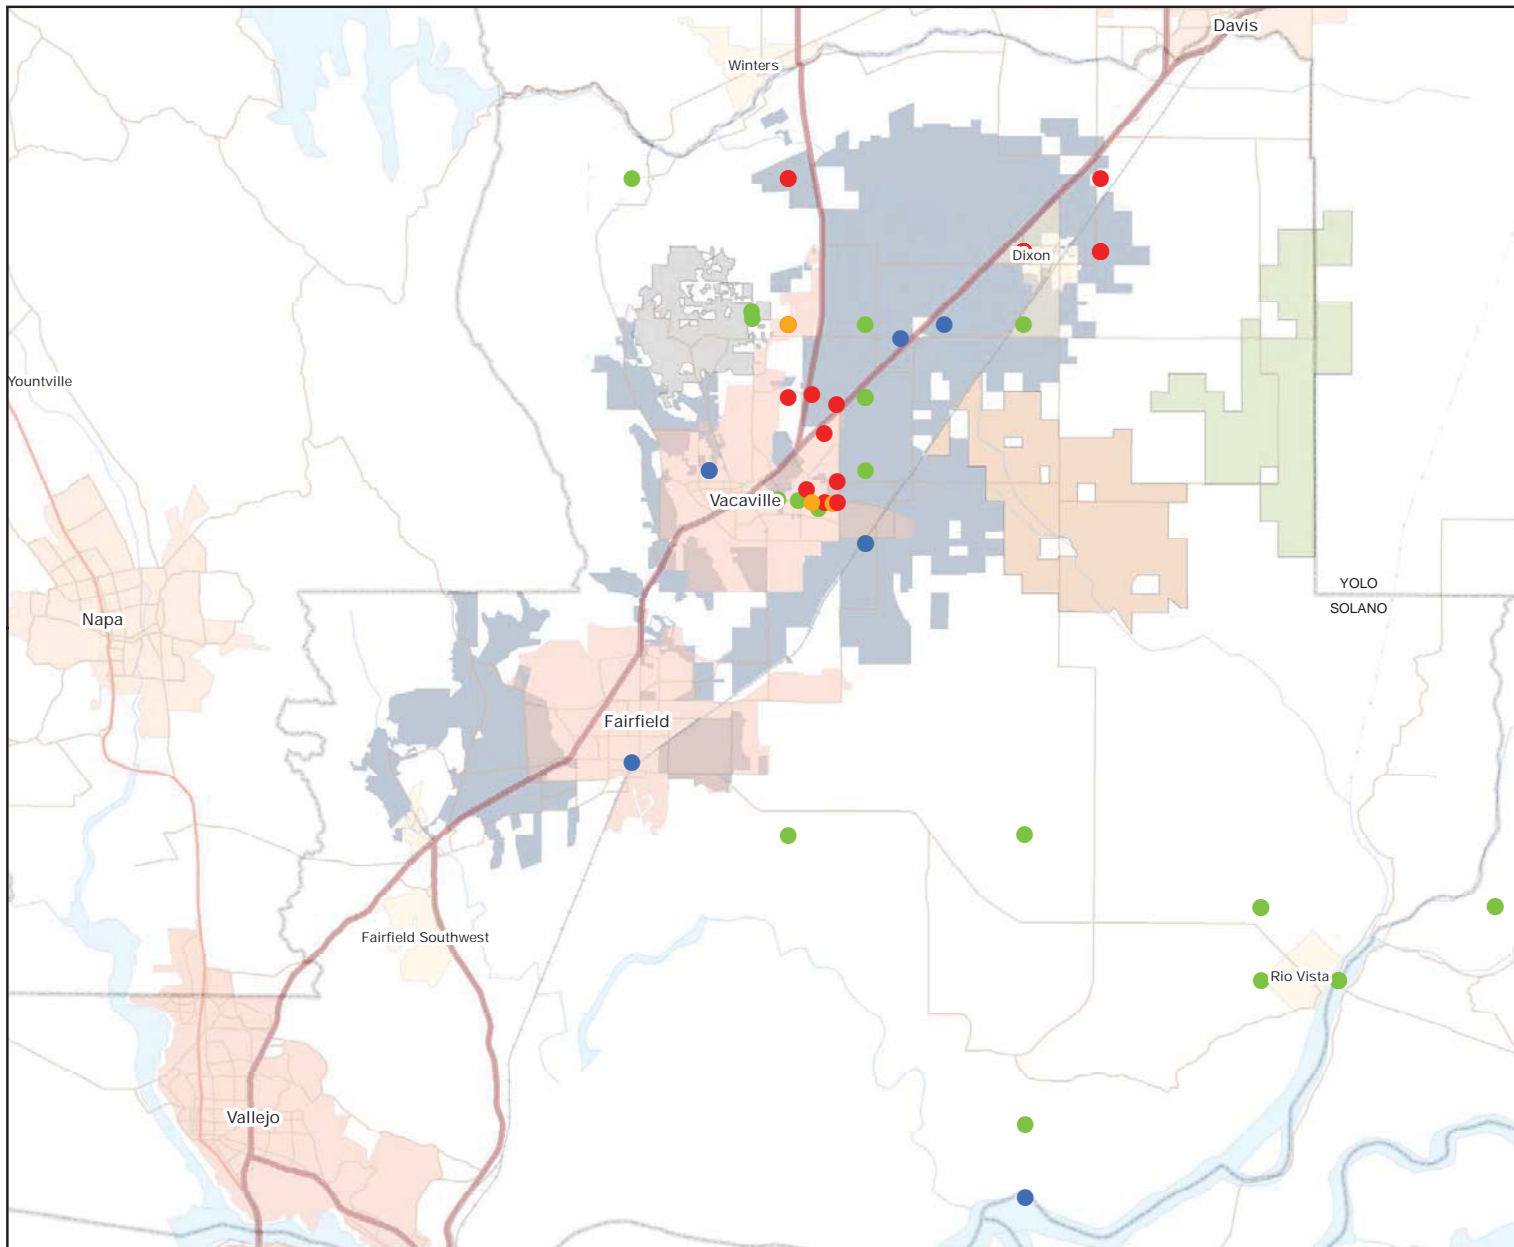 Davis
Winters
Dixon
Yountville
Vacaville
YOLO
SOLANO
Napa
Fairfield
Fairfield Southwest
Rio Vista
Vallejo